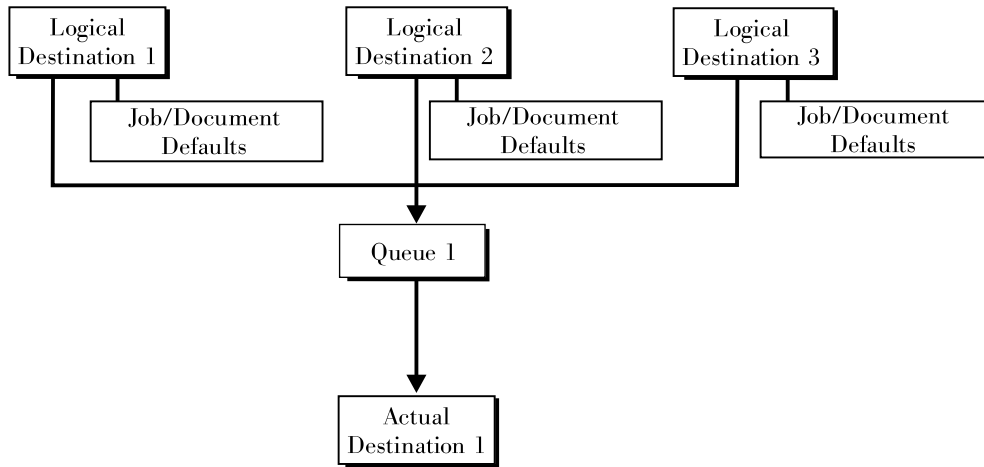 Logical
Destination 1
Logical
Destination 2
Logical
Destination 3
Job/Document
Defaults
Job/Document
Defaults
Job/Document
Defaults
Queue 1
Actual
Destination 1